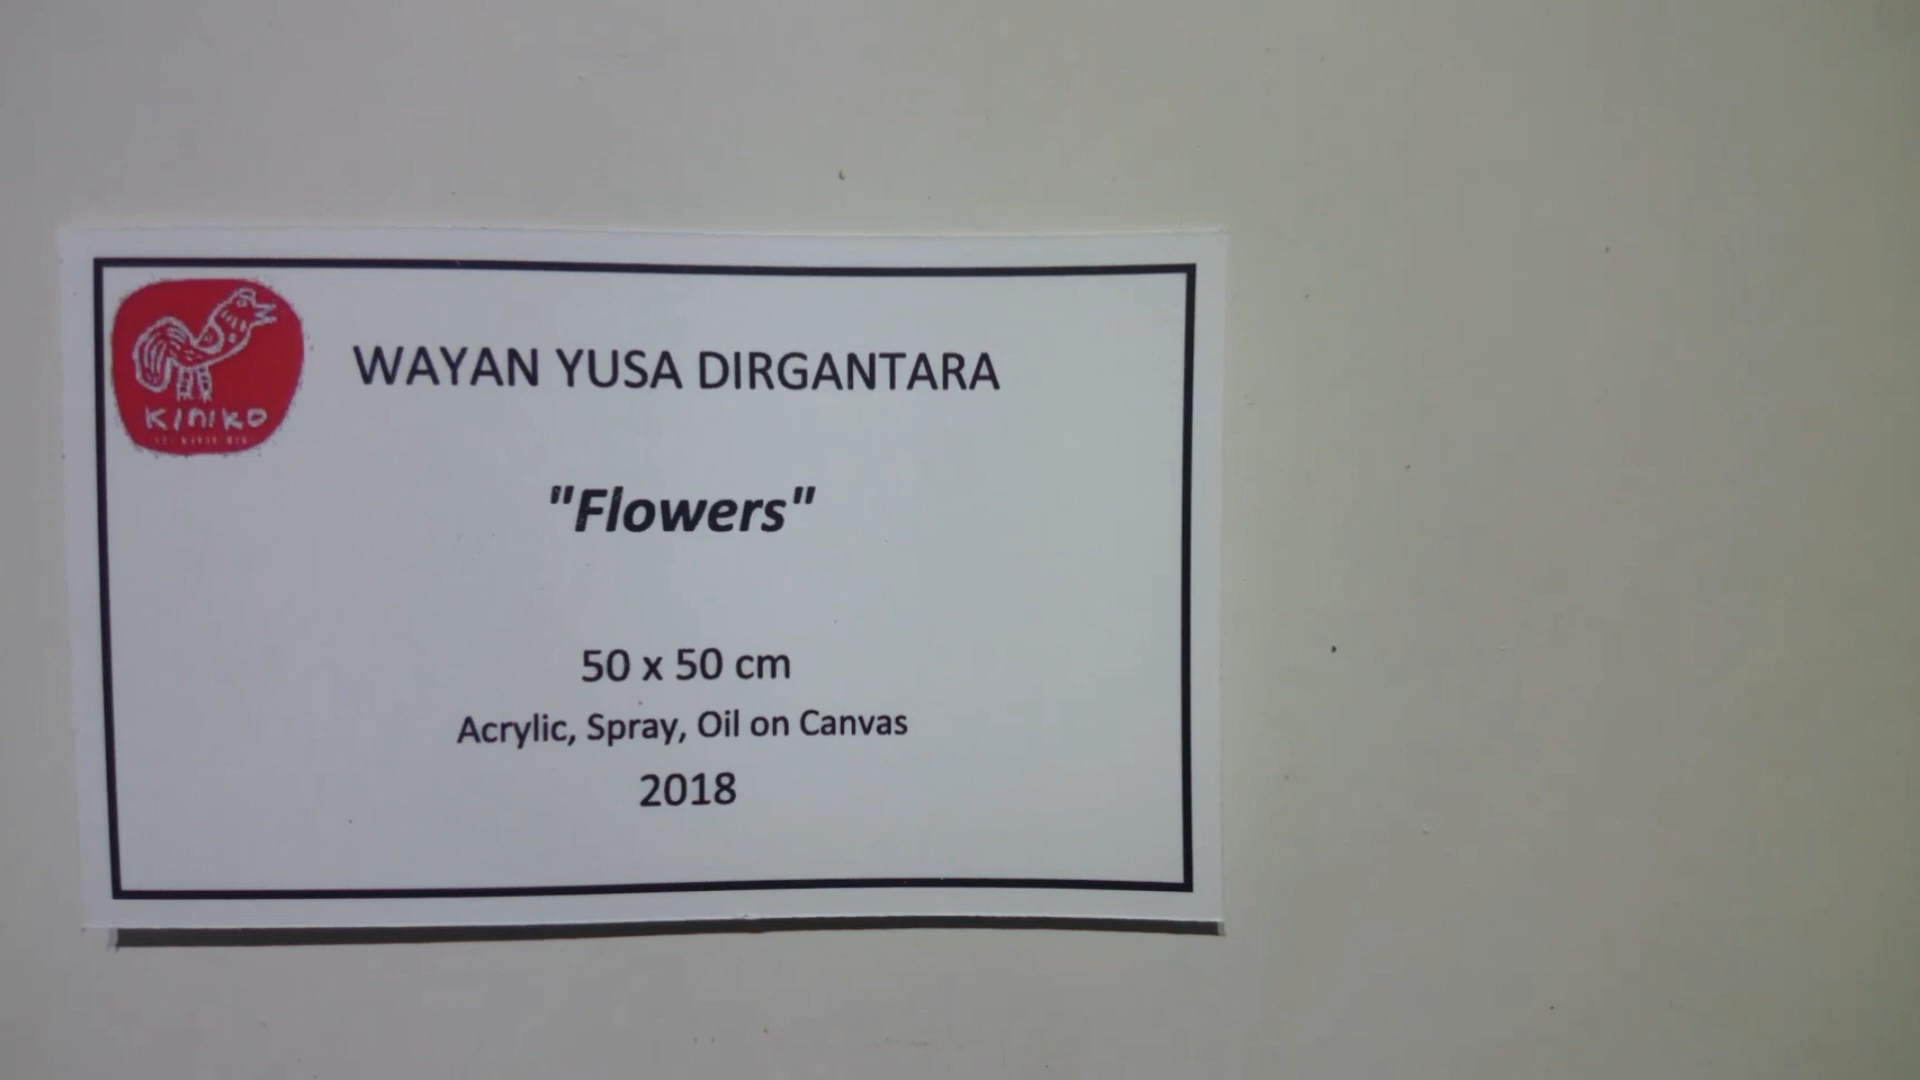 KINIKO
WAYAN YUSA DIRGANTARA
"Flowers"
50 x 50 cm
Acrylic, Spray, Oil on Canvas
2018